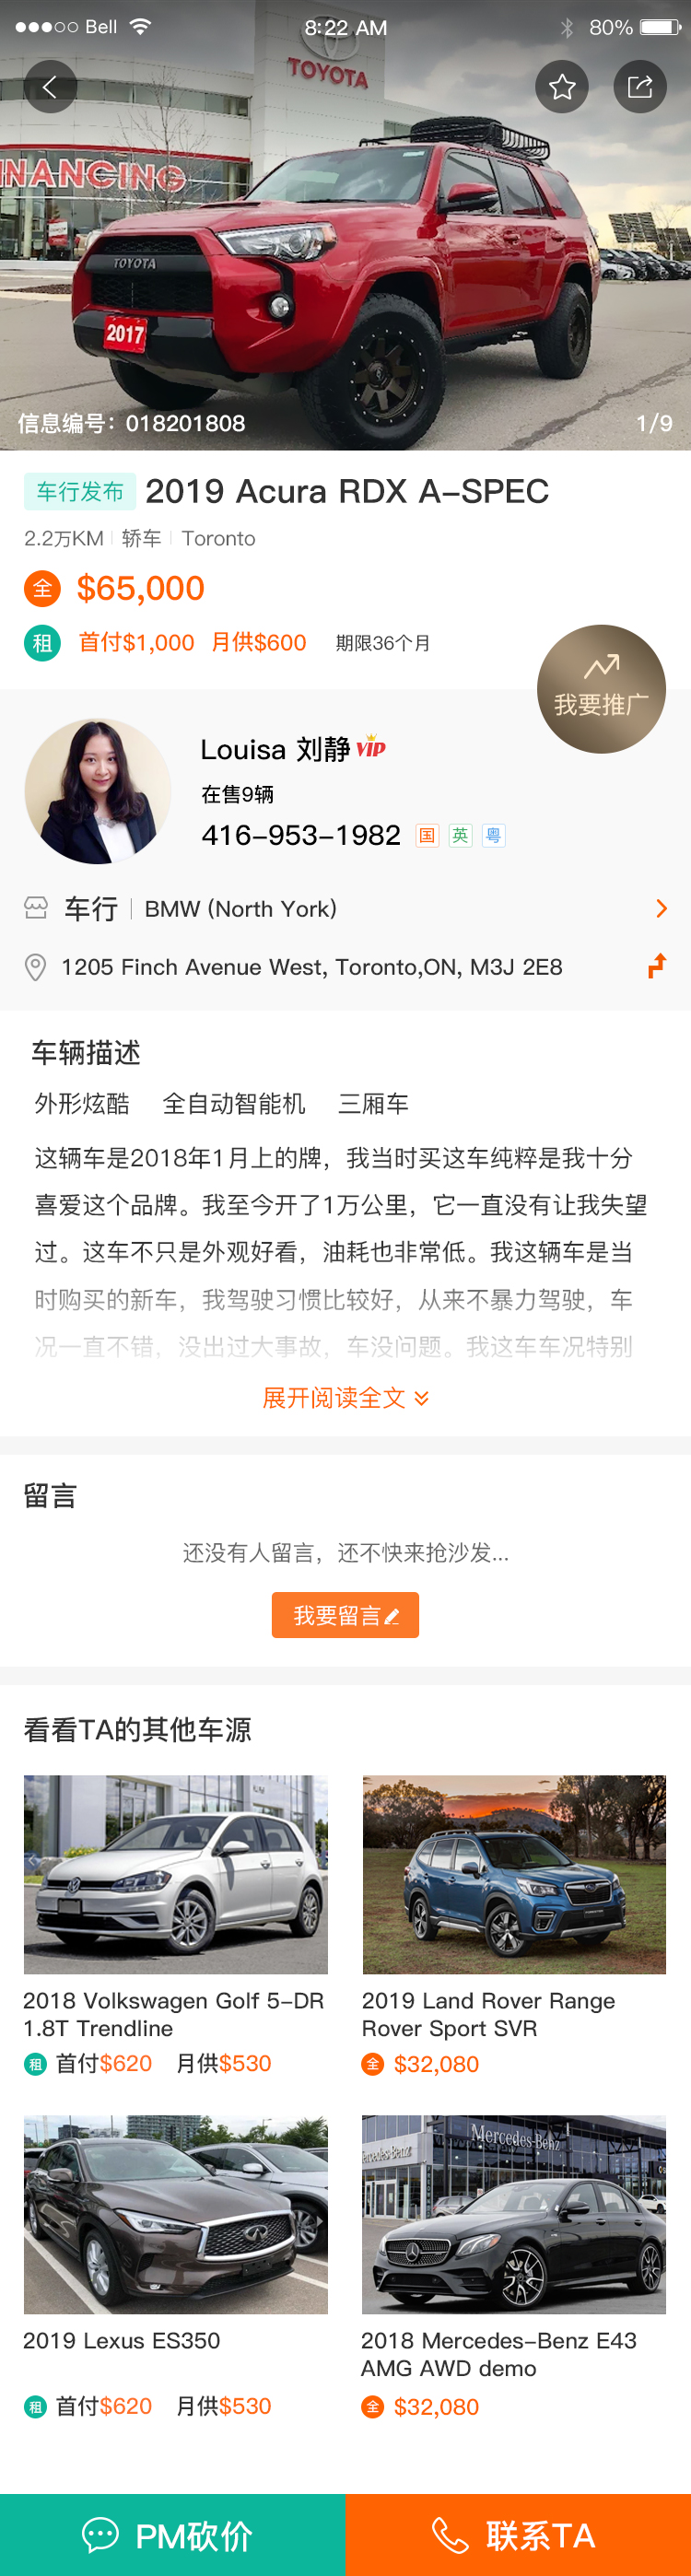 Bell
8:22 AM
80%
TOYOTA
INANCING
TOYOTA
2017
信息编号：018201808
1/9
车行发布 2019 Acura RDX A-SPEC
2.2万KM 轿车 Toronto
全 $65,000
租 首付$1,000 月供$600 期限36个月
我要推广
Louisa 刘静 VIP
在售9辆
416-953-1982 国 英 粤
车行 BMW (North York)
1205 Finch Avenue West, Toronto,ON, M3J 2E8
车辆描述
外形炫酷 全自动智能机 三厢车
这辆车是2018年1月上的牌，我当时买这车纯粹是我十分
喜爱这个品牌。我至今开了1万公里，它一直没有让我失望
过。这车不只是外观好看，油耗也非常低。我这辆车是当
时购买的新车，我驾驶习惯比较好，从来不暴力驾驶，车
况一直不错，没出过大事故，车没问题。我这车车况特别
展开阅读全文
留言
还没有人留言，还不快来抢沙发...
我要留言
看看TA的其他车源
2018 Volkswagen Golf 5-DR
1.8T Trendline
租 首付$620 月供$530
2019 Land Rover Range
Rover Sport SVR
全 $32,080
Mercedes-Benz
2019 Lexus ES350
租 首付$620 月供$530
2018 Mercedes-Benz E43
AMG AWD demo
全 $32,080
PM砍价
联系TA